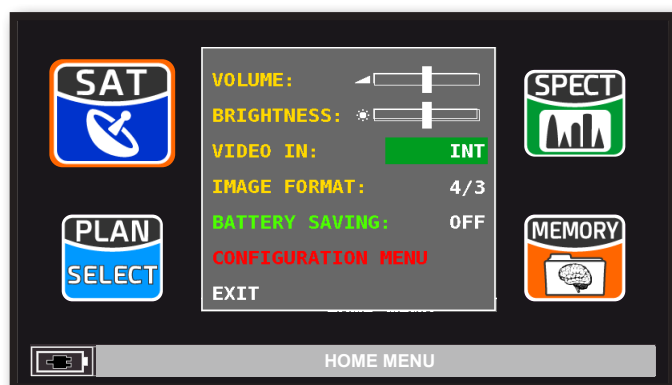 SAT
SPECT
VOLUME:
BRIGHTNESS:
VIDEO IN: INT
IMAGE FORMAT: 4/3
BATTERY SAVING: OFF
CONFIGURATION MENU
EXIT
PLAN
SELECT
MEMORY
HOME MENU